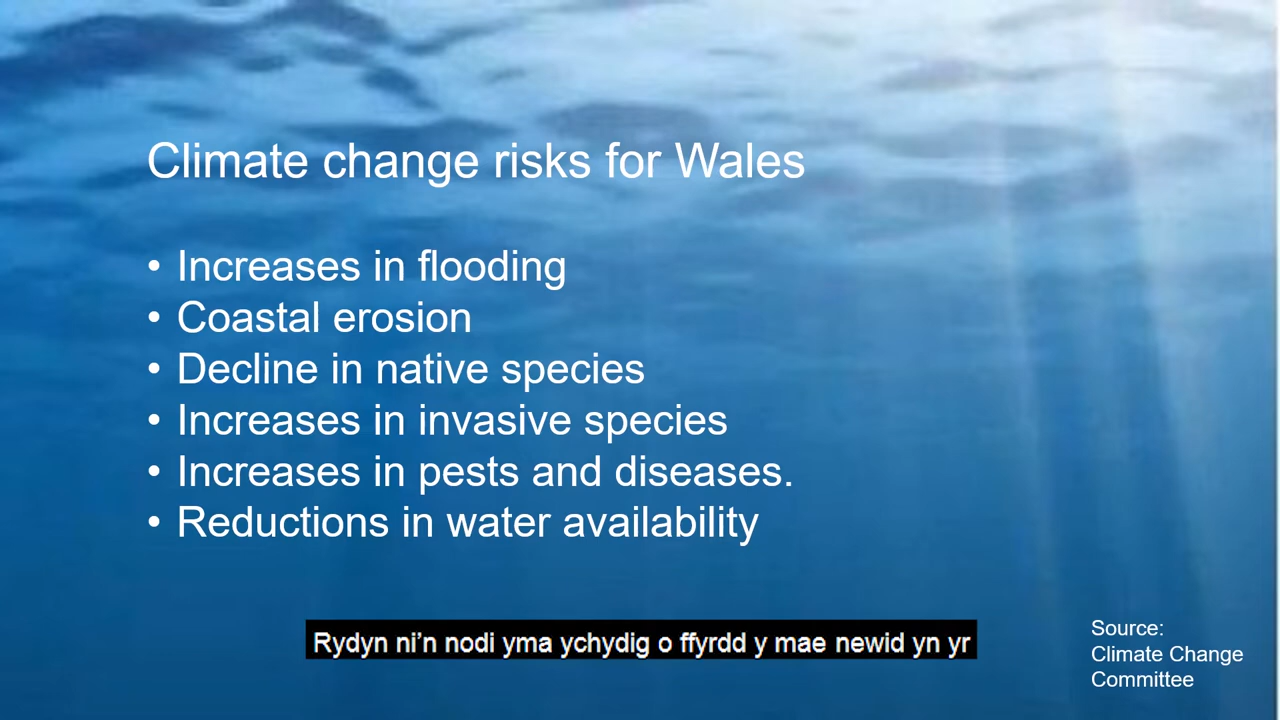 Climate change risks for Wales
• Increases in flooding
• Coastal erosion
• Decline in native species
• Increases in invasive species
• Increases in pests and diseases.
• Reductions in water availability
Rydyn ni’n nodi yma ychydig o ffyrdd y mae newid yn yr
Source:
Climate Change
Committee